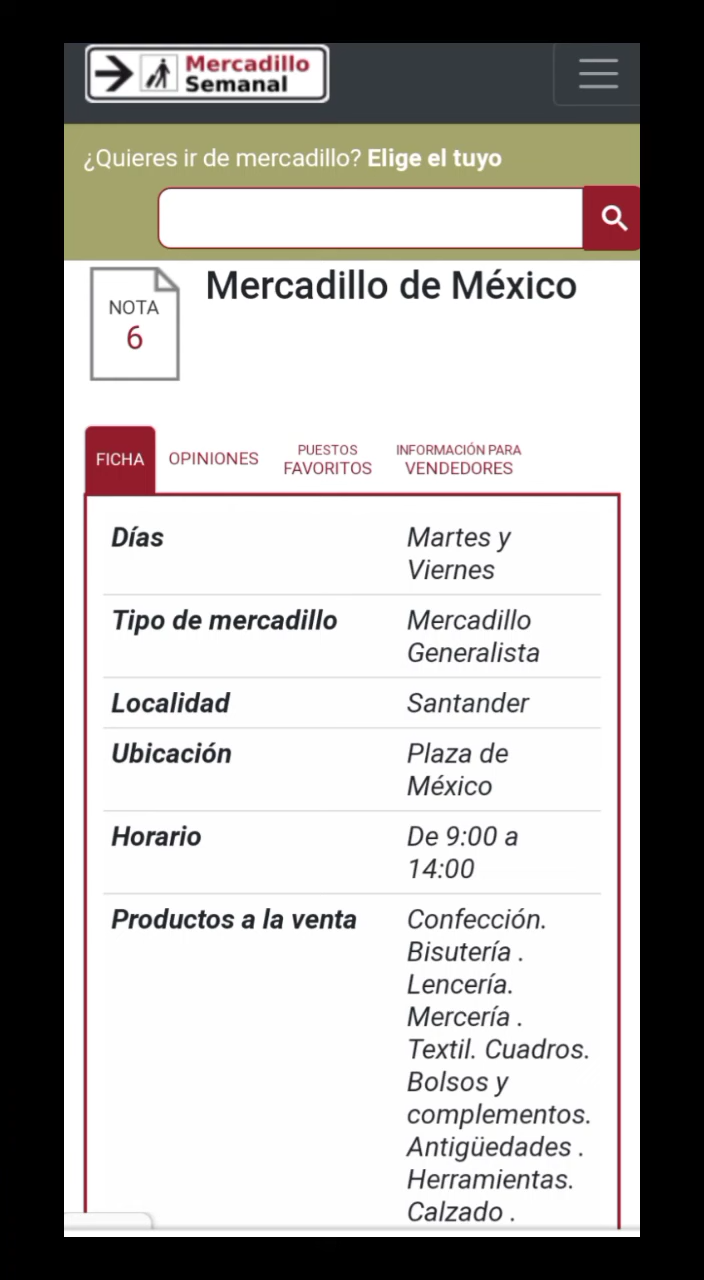 Mercadillo
Semanal
¿Quieres ir de mercadillo? Elige el tuyo
NOTA
6
Mercadillo de México
FICHA
OPINIONES
PUESTOS
FAVORITOS
INFORMACIÓN PARA
VENDEDORES
Días
Martes y
Viernes
Tipo de mercadillo
Mercadillo
Generalista
Localidad
Santander
Ubicación
Plaza de
México
Horario
De 9:00 a
14:00
Productos a la venta
Confección.
Bisutería .
Lencería.
Mercería .
Textil. Cuadros.
Bolsos y
complementos.
Antigüedades .
Herramientas.
Calzado .